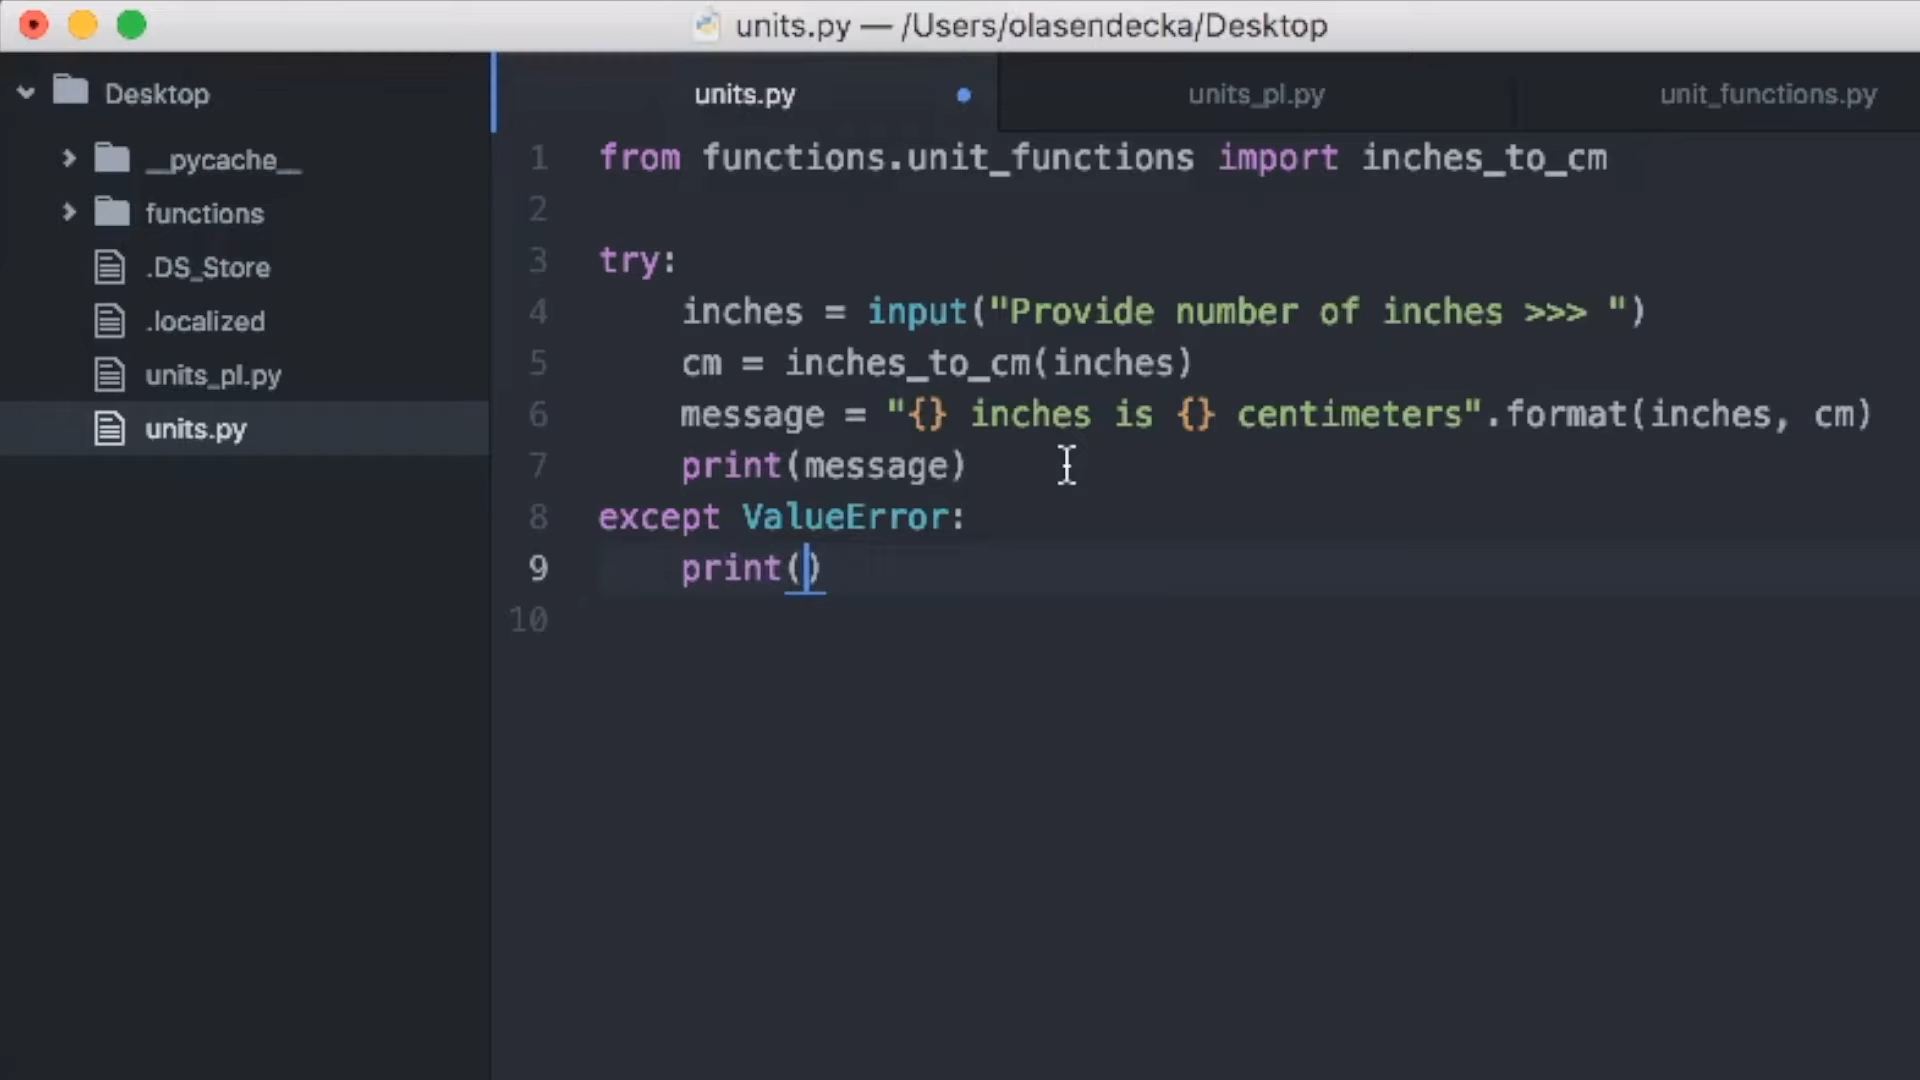 units.py — /Users/olasendecka/Desktop
Desktop
__pycache__
functions
.DS_Store
.localized
units_pl.py
units.py
units.py
units_pl.py
unit_functions.py
1 from functions.unit_functions import inches_to_cm
2
3 try:
4     inches = input("Provide number of inches >>> ")
5     cm = inches_to_cm(inches)
6     message = "{} inches is {} centimeters".format(inches, cm)
7     print(message)
8 except ValueError:
9     print()
10